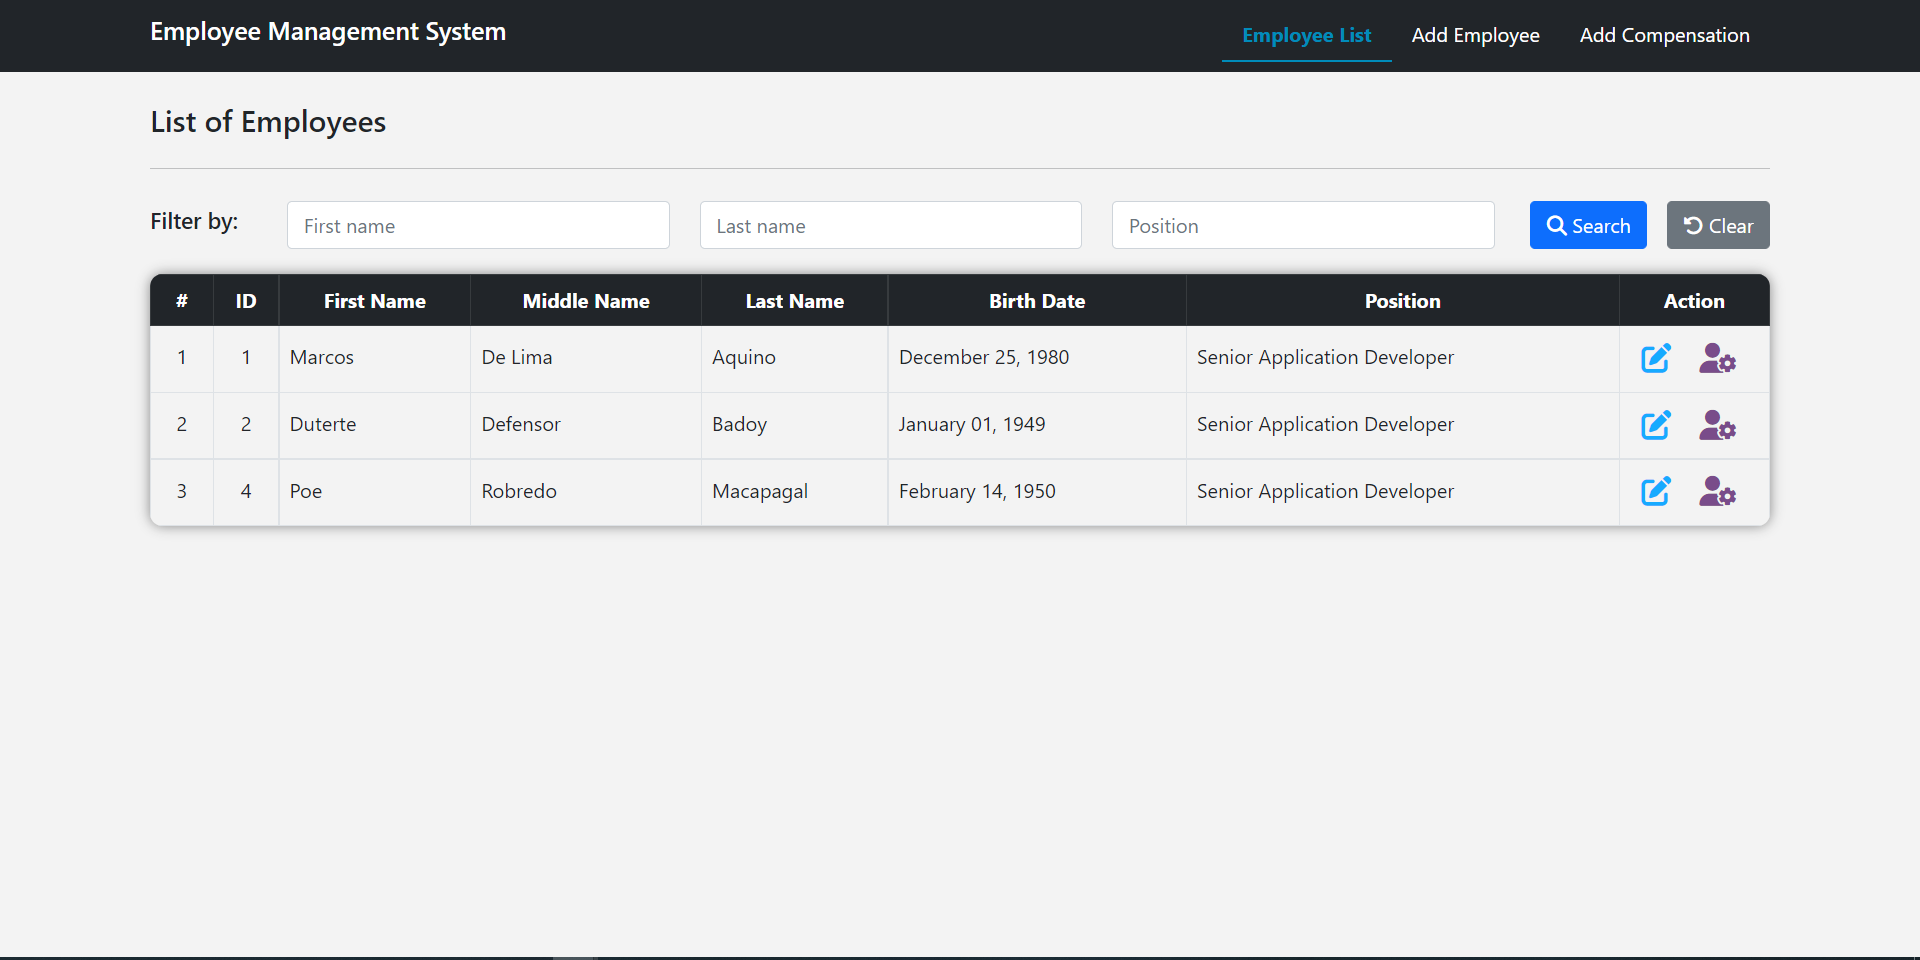 Employee Management System
Employee List Add Employee Add Compensation
List of Employees
Filter by: First name Last name Position Search Clear
# ID First Name Middle Name Last Name Birth Date Position Action
1 1 Marcos De Lima Aquino December 25, 1980 Senior Application Developer
2 2 Duterte Defensor Badoy January 01, 1949 Senior Application Developer
3 4 Poe Robredo Macapagal February 14, 1950 Senior Application Developer